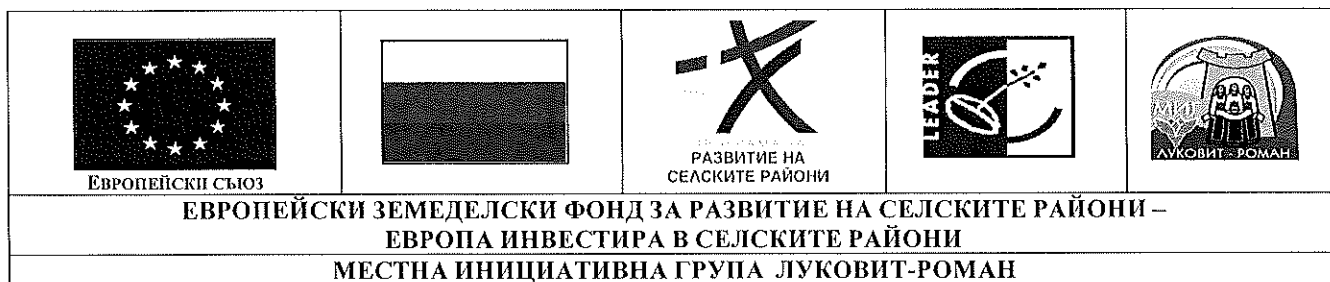 ЕВРОПЕЙСКИ СЪЮЗ
РАЗВИТИЕ НА
СЕЛСКИТЕ РАЙОНИ
LEADER
МИГ
ЛУКОВИТ - РОМАН
ЕВРОПЕЙСКИ ЗЕМЕДЕЛСКИ ФОНД ЗА РАЗВИТИЕ НА СЕЛСКИТЕ РАЙОНИ –
ЕВРОПА ИНВЕСТИРА В СЕЛСКИТЕ РАЙОНИ
МЕСТНА ИНИЦИАТИВНА ГРУПА ЛУКОВИТ-РОМАН